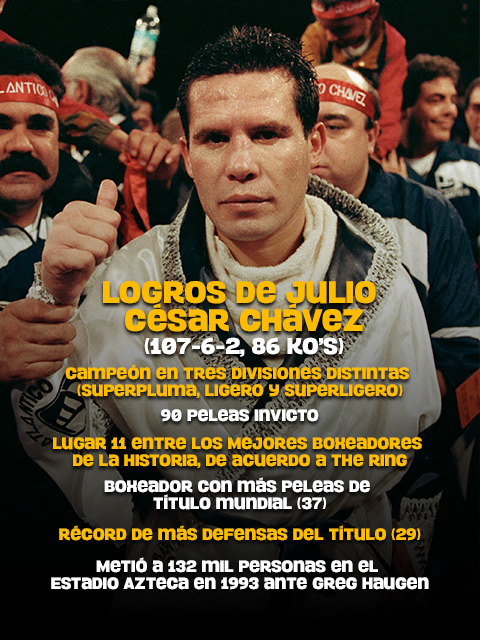 LANTICO
CO CHAVEZ
LOGROS DE JULIO
CÉSAR CHÁVEZ
(107-6-2, 86 KO'S)
CAMPEÓN EN TRES DIVISIONES DISTINTAS
(SUPERPLUMA, LIGERO Y SUPERLIGERO)
90 PELEAS INVICTO
LUGAR 11 ENTRE LOS MEJORES BOXEADORES
DE LA HISTORIA, DE ACUERDO A THE RING
BOXEADOR CON MÁS PELEAS DE
TÍTULO MUNDIAL (37)
RÉCORD DE MÁS DEFENSAS DEL TÍTULO (29)
METIÓ A 132 MIL PERSONAS EN EL
ESTADIO AZTECA EN 1993 ANTE GREG HAUGEN